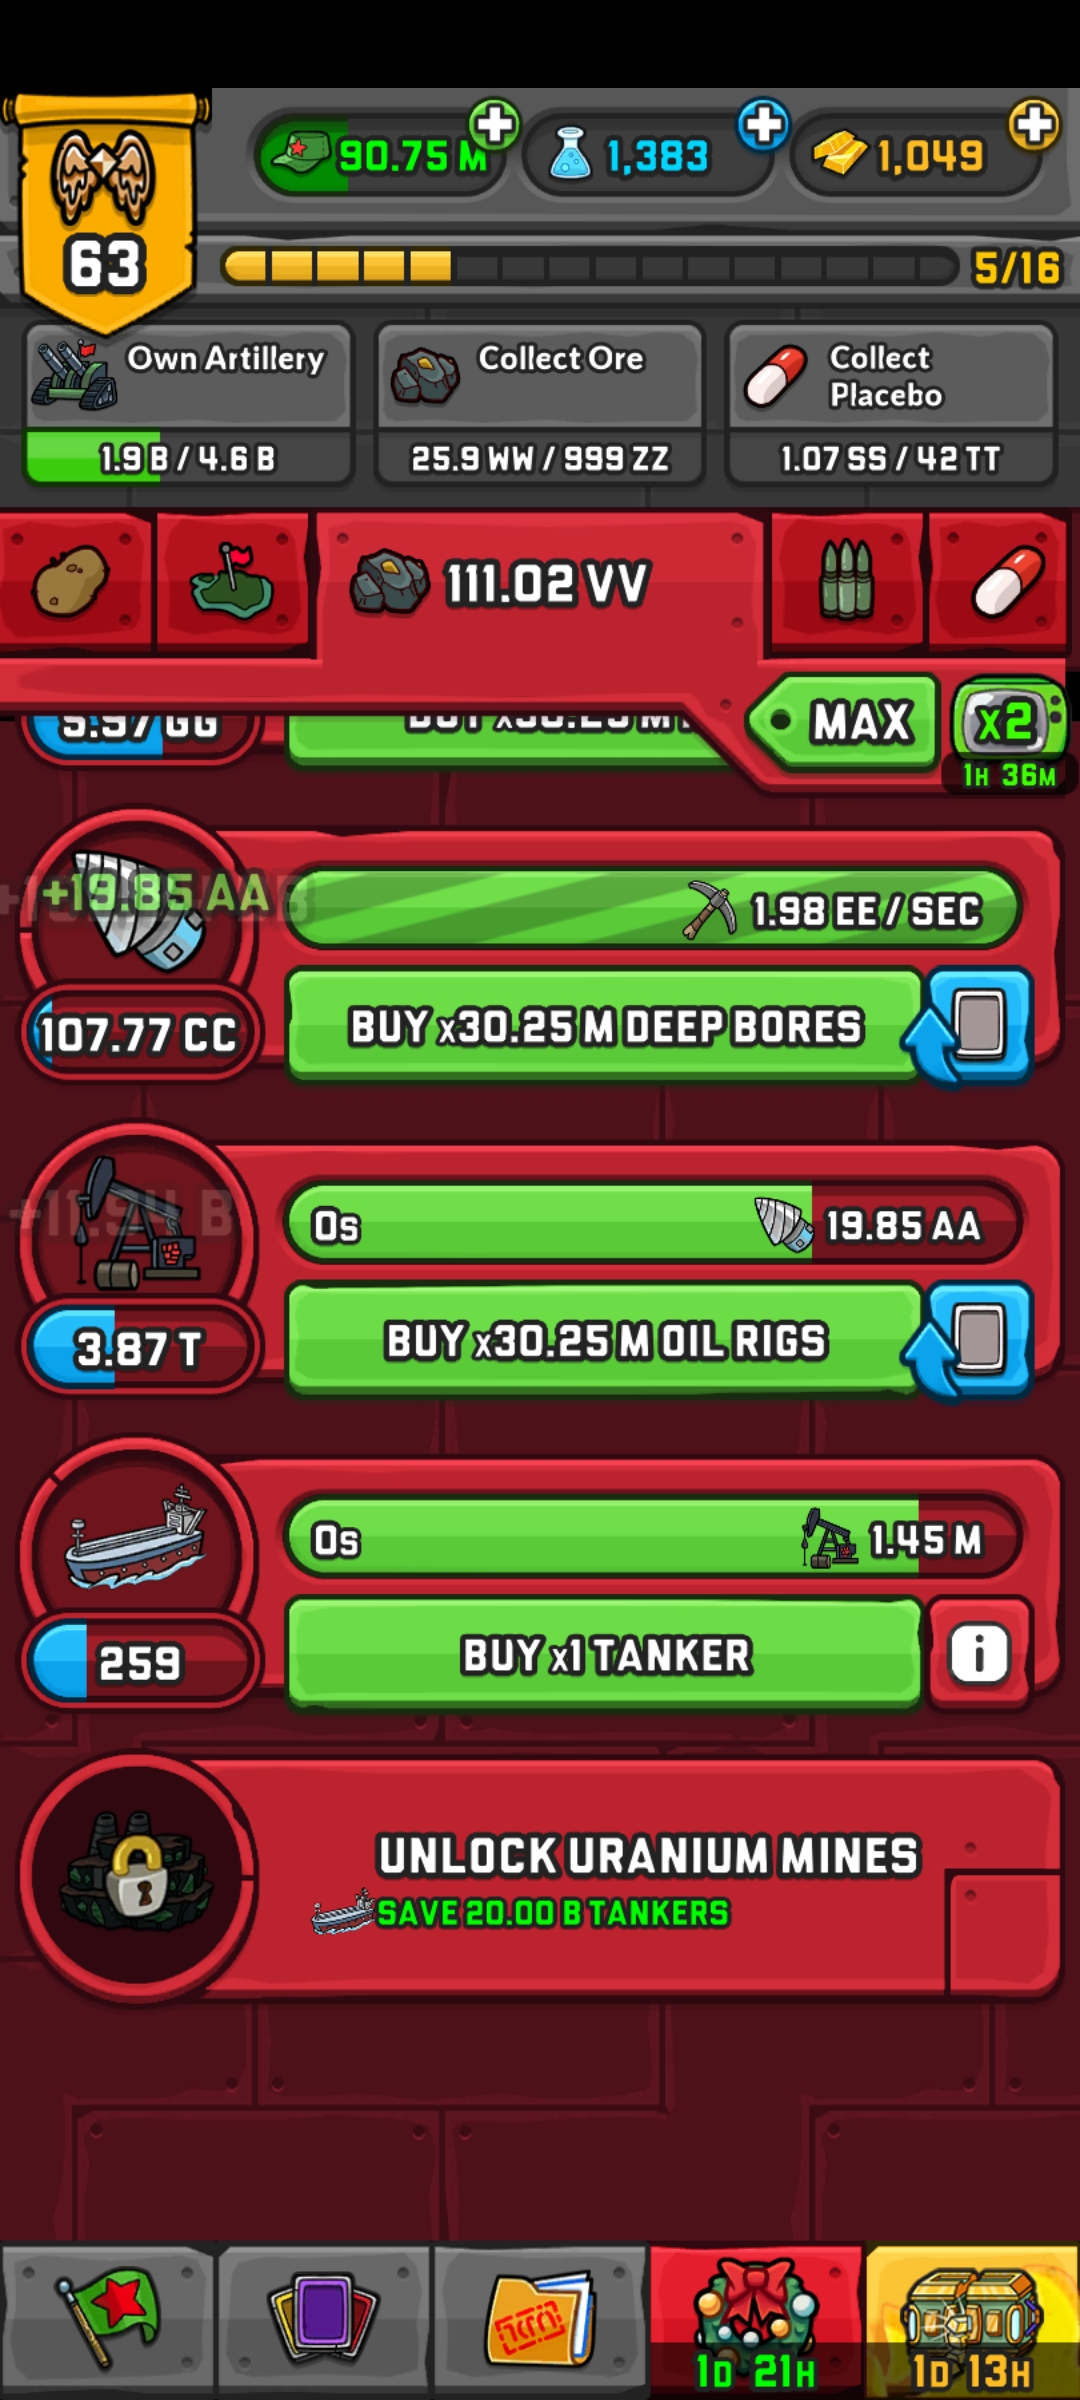 63
90.75 M
1,383
1,049
5/16
Own Artillery
1.9 B / 4.6 B
Collect Ore
25.9 WW / 999 ZZ
Collect
Placebo
1.07 SS / 42 TT
111.02 VV
MAX
x2
1H 36M
5.97 GG
+19.85 AA
1.98 EE / SEC
107.77 CC
BUY x30.25 M DEEP BORES
0s
19.85 AA
3.87 T
BUY x30.25 M OIL RIGS
0s
1.45 M
259
BUY x1 TANKER
i
UNLOCK URANIUM MINES
SAVE 20.00 B TANKERS
1D 21H
1D 13H